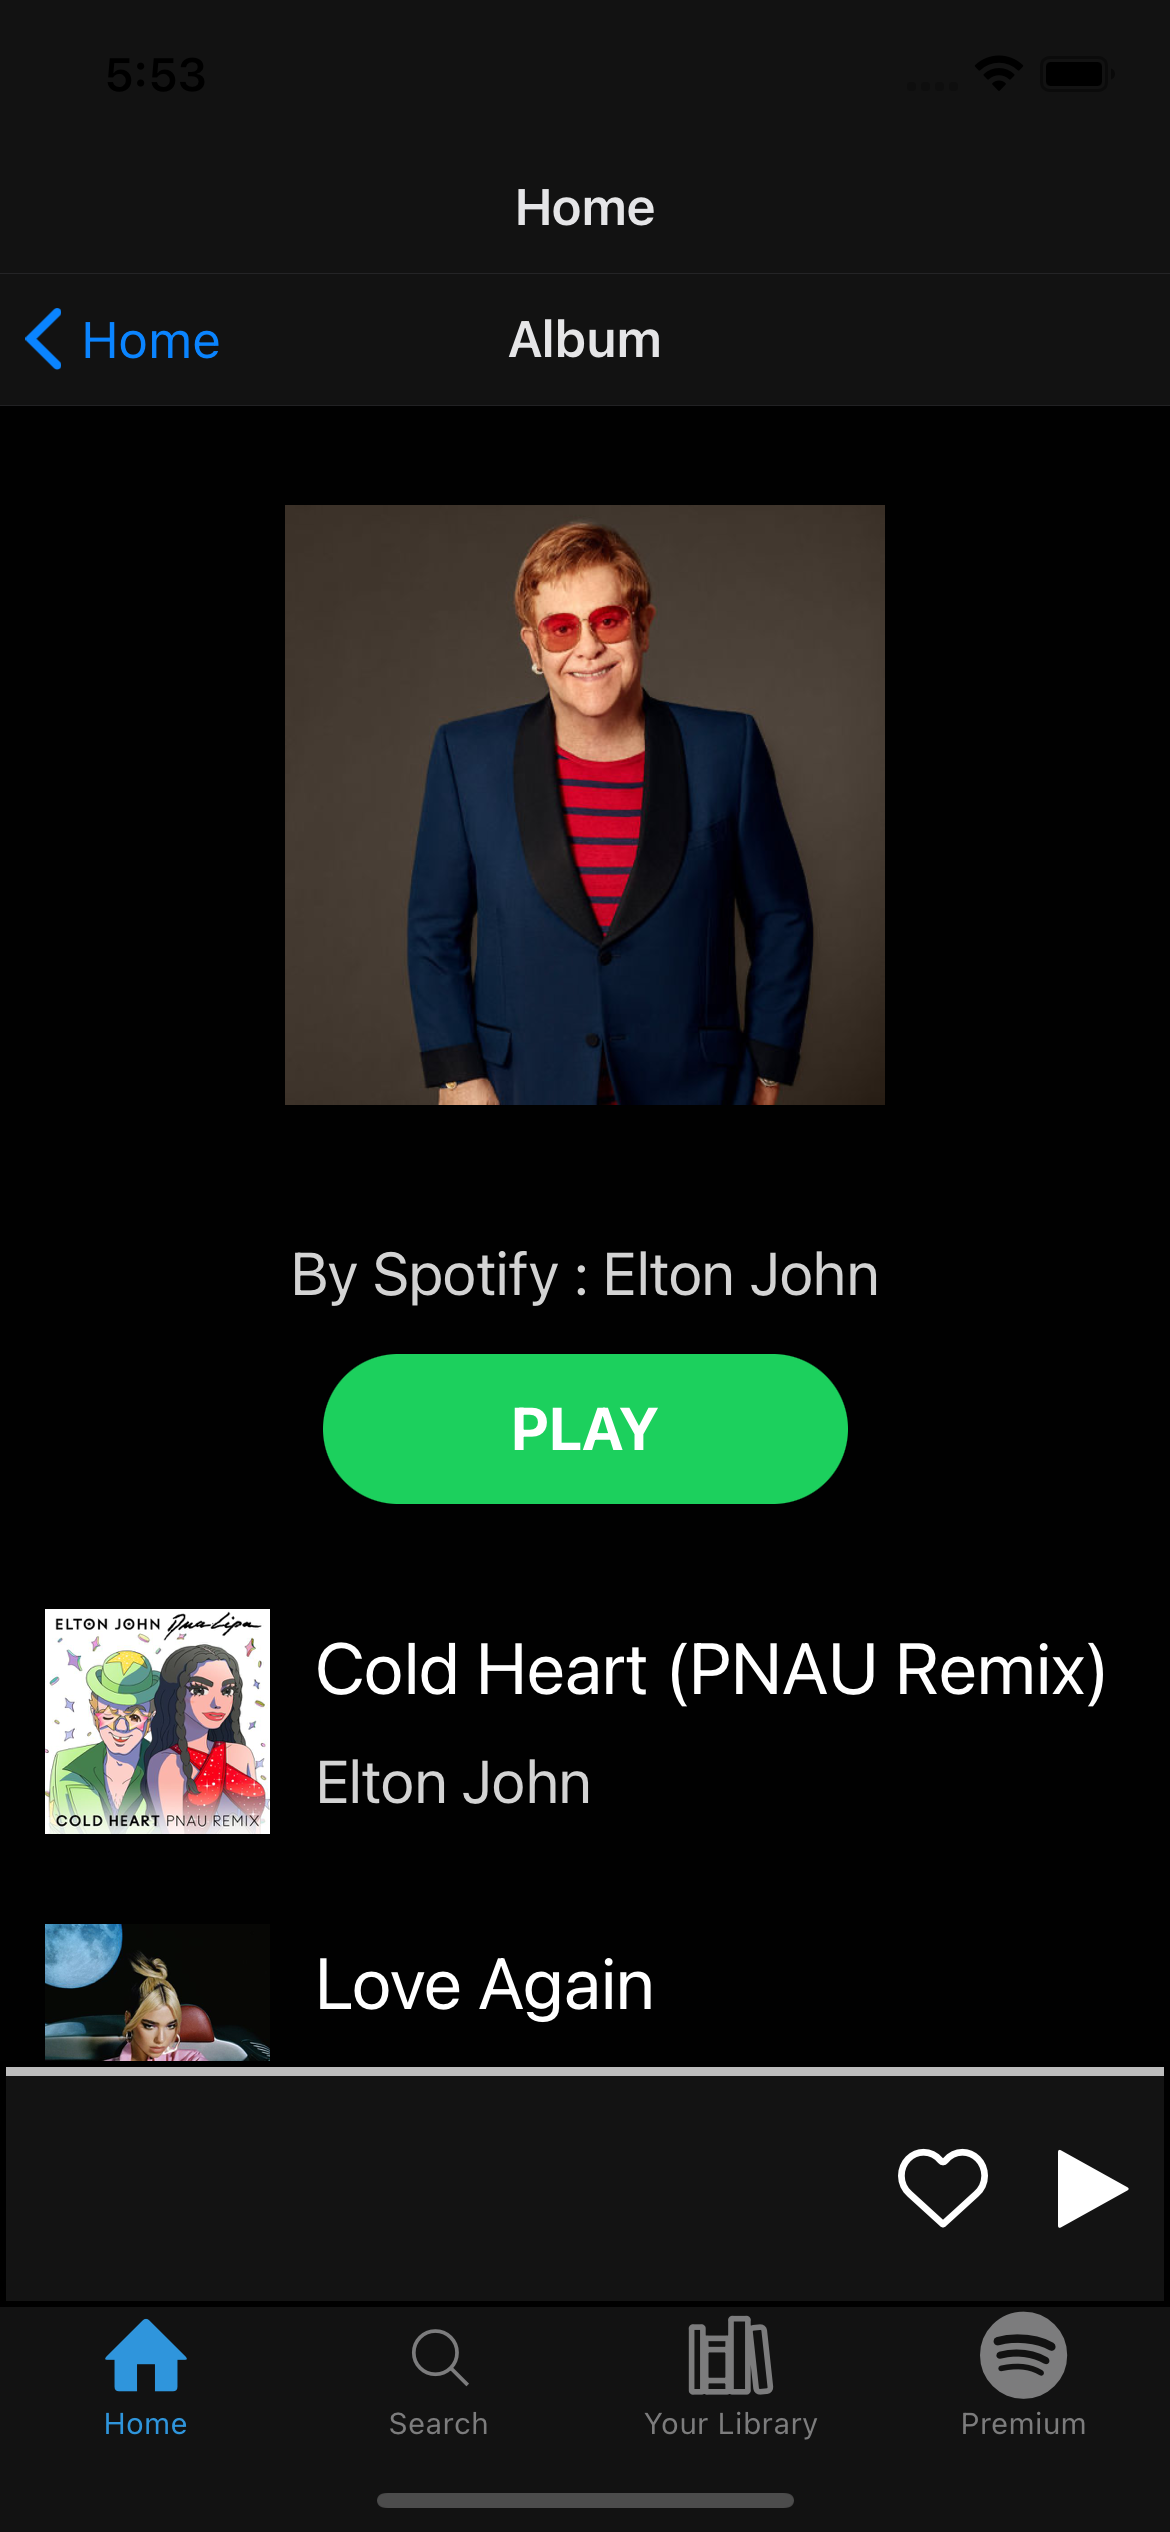 5:53
Home
Home
Album
By Spotify : Elton John
PLAY
ELTON JOHN Dua Lipa
COLD HEART PNAU REMIX
Cold Heart (PNAU Remix)
Elton John
Love Again
Home
Search
Your Library
Premium